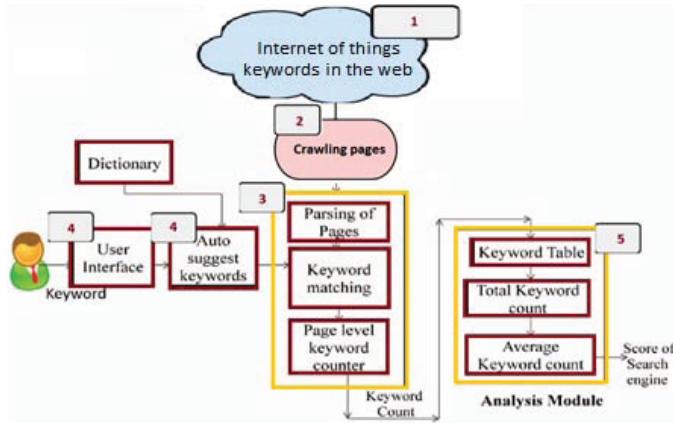 1
Internet of things
keywords in the web
2
Crawling pages
Dictionary
3
Parsing of
Pages
4
User
Interface
4
Auto
suggest
keywords
Keyword
Keyword
matching
Page level
keyword
counter
Keyword
Count
5
Keyword Table
Total Keyword
count
Average
Keyword count
Score of
Search
engine
Analysis Module